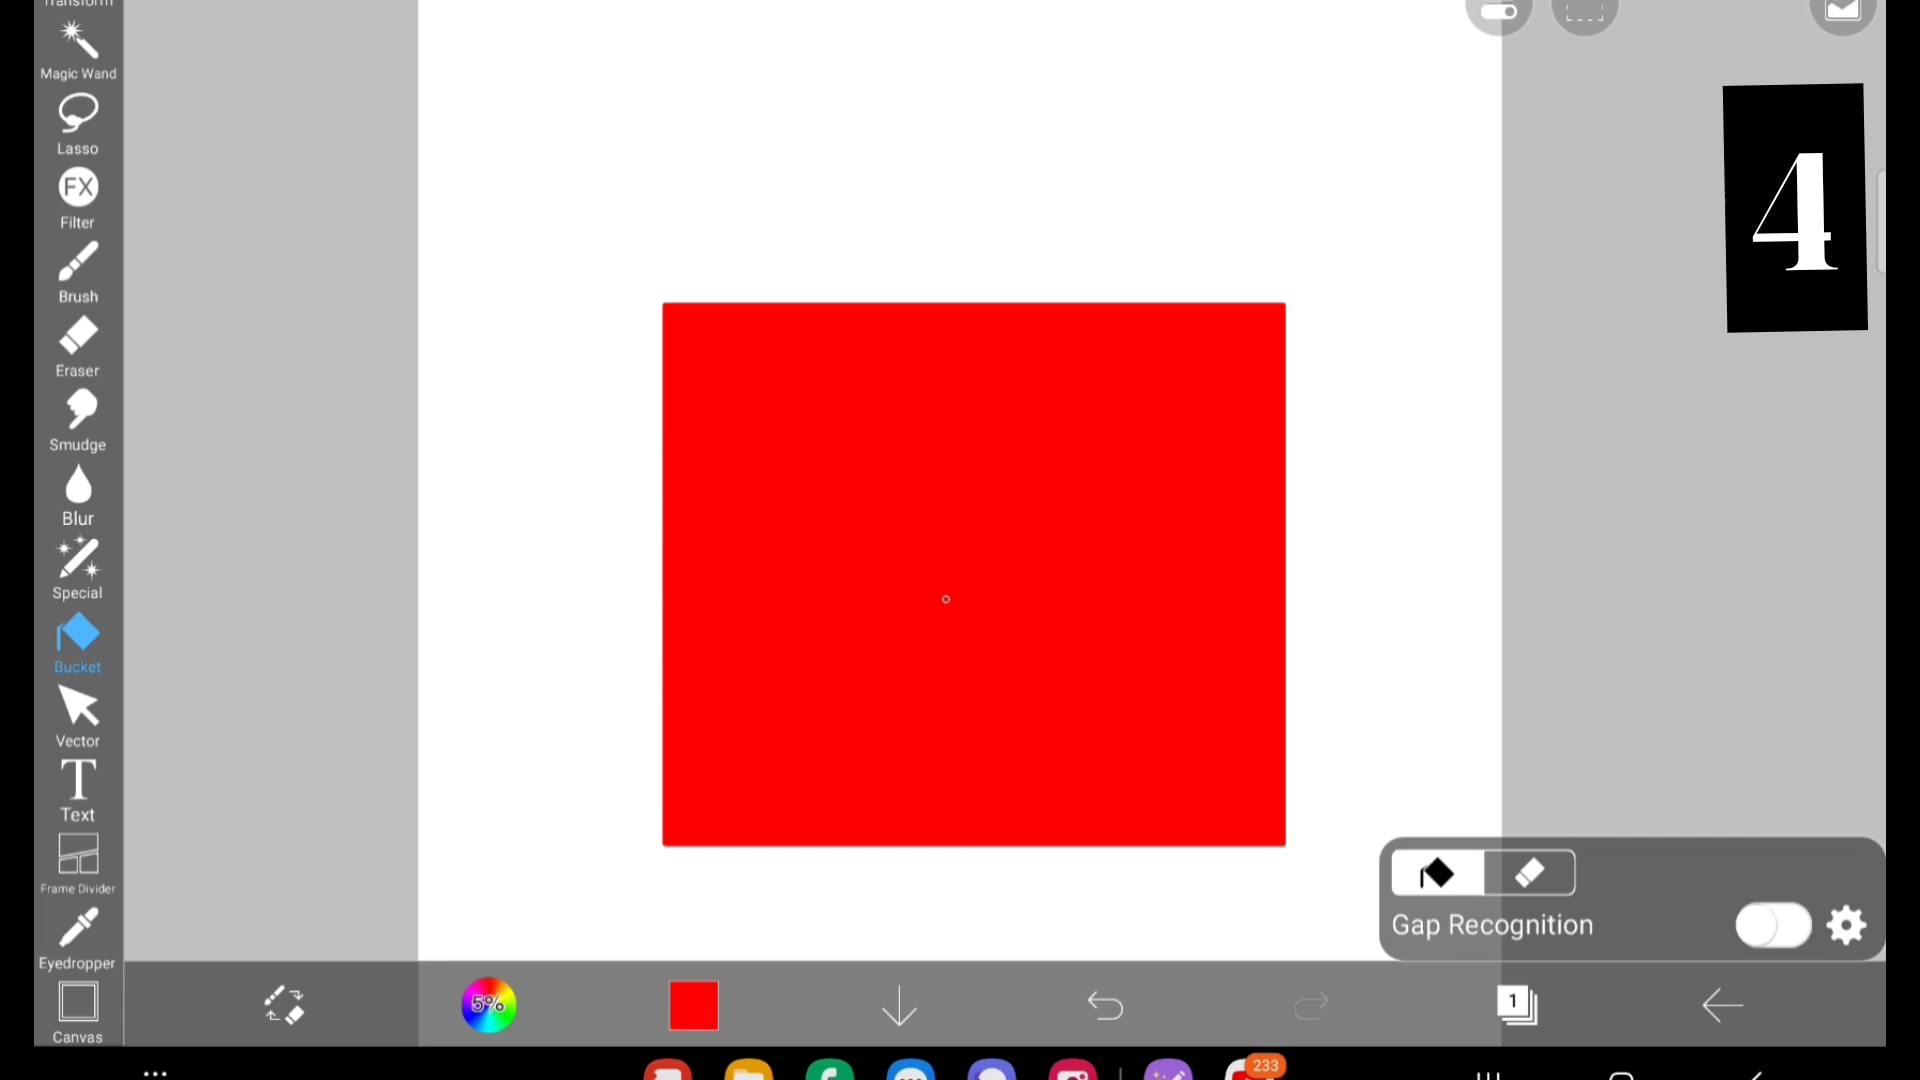 Transform
Magic Wand
Lasso
FX
Filter
Brush
Eraser
Smudge
Blur
Special
Bucket
Vector
T
Text
Frame Divider
Eyedropper
Canvas
4
Gap Recognition
5%
1
233